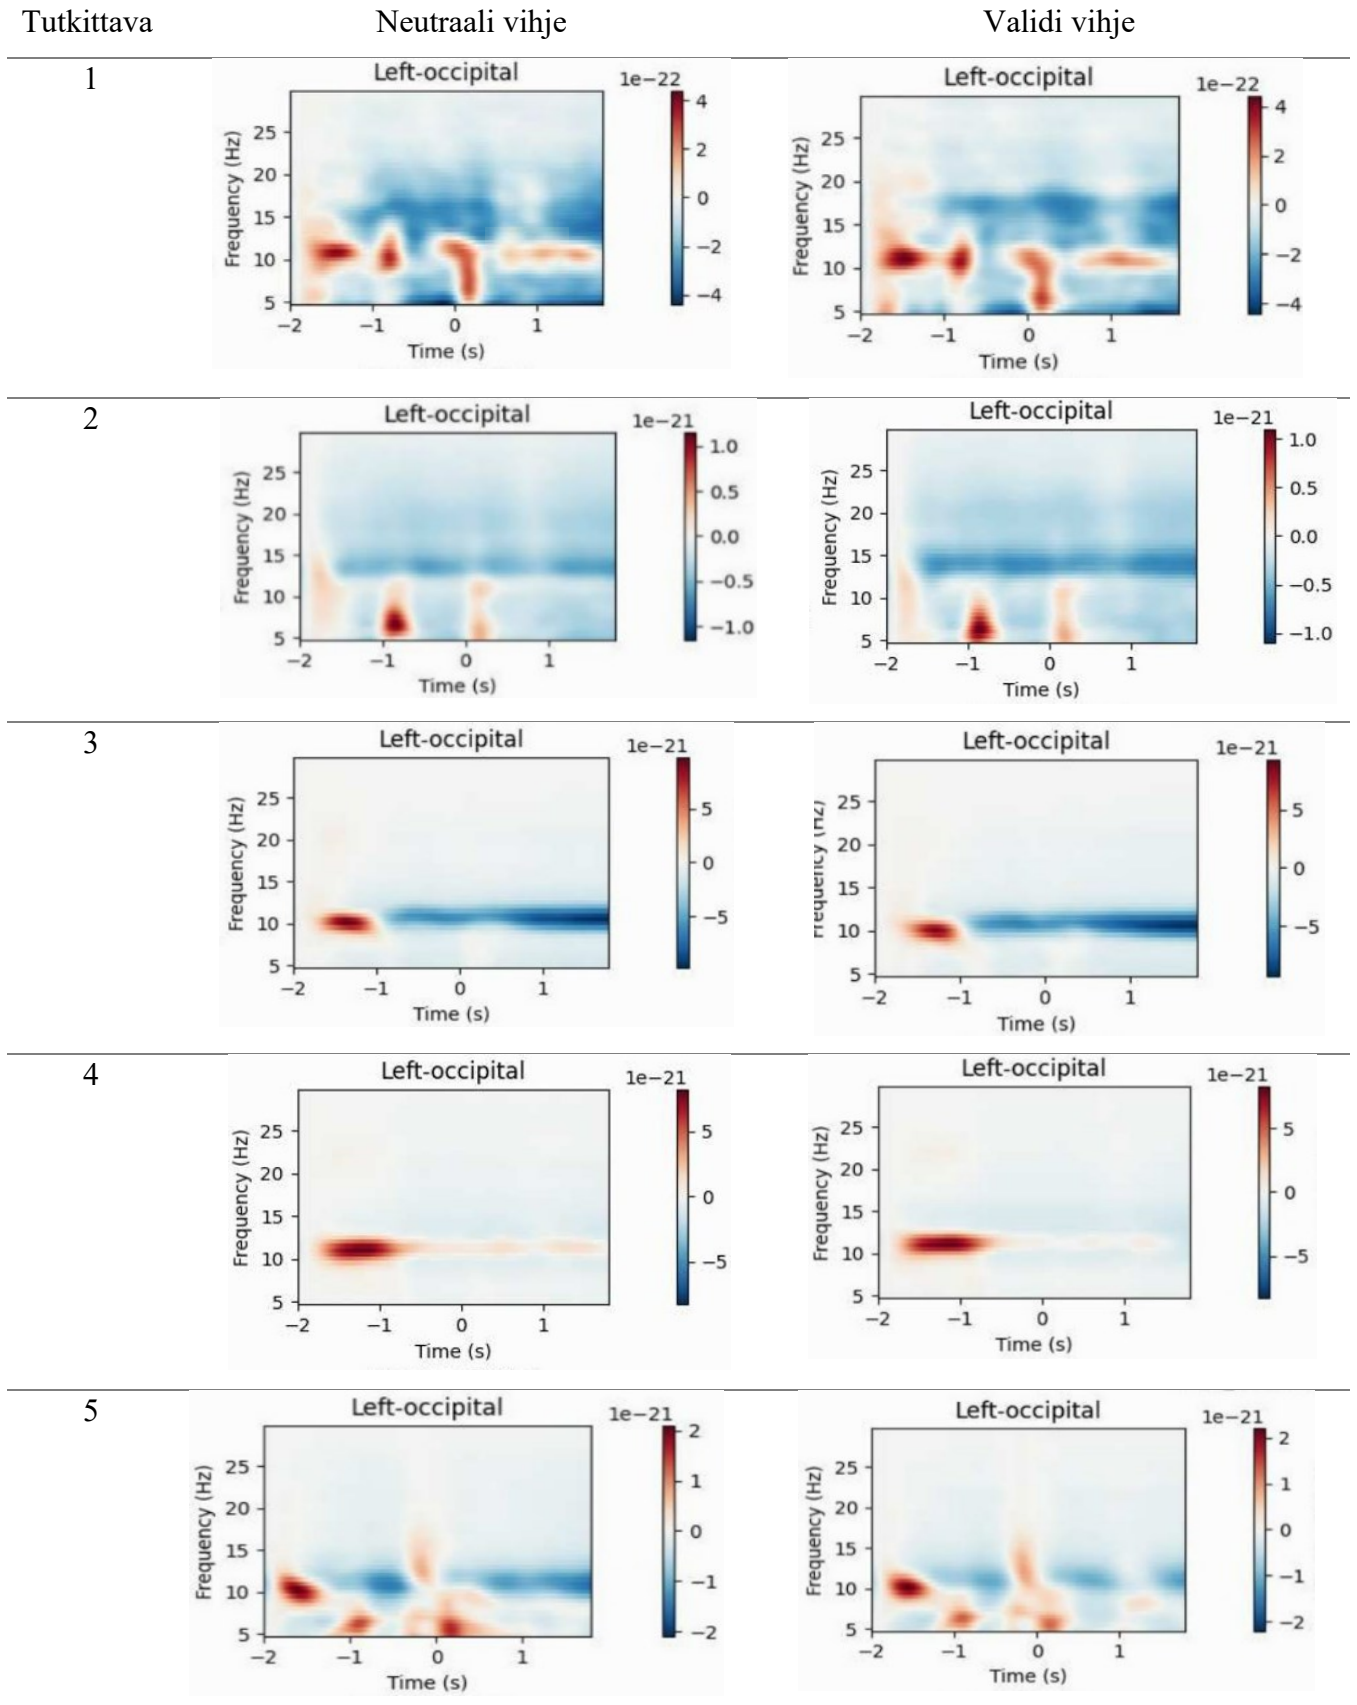 Tutkittava Neutraali vihje Validi vihje
1
Left-occipital
1e−22
Frequency (Hz)
25
20
15
10
5
−2 −1 0 1
Time (s)
4
2
0
−2
−4
Left-occipital
1e−22
Frequency (Hz)
25
20
15
10
5
−2 −1 0 1
Time (s)
4
2
0
−2
−4
2
Left-occipital
1e−21
Frequency (Hz)
25
20
15
10
5
−2 −1 0 1
Time (s)
1.0
0.5
0.0
−0.5
−1.0
Left-occipital
1e−21
Frequency (Hz)
25
20
15
10
5
−2 −1 0 1
Time (s)
1.0
0.5
0.0
−0.5
−1.0
3
Left-occipital
1e−21
Frequency (Hz)
25
20
15
10
5
−2 −1 0 1
Time (s)
5
0
−5
Left-occipital
1e−21
Frequency (Hz)
25
20
15
10
5
−2 −1 0 1
Time (s)
5
0
−5
4
Left-occipital
1e−21
Frequency (Hz)
25
20
15
10
5
−2 −1 0 1
Time (s)
5
0
−5
Left-occipital
1e−21
Frequency (Hz)
25
20
15
10
5
−2 −1 0 1
Time (s)
5
0
−5
5
Left-occipital
1e−21
Frequency (Hz)
25
20
15
10
5
−2 −1 0 1
Time (s)
2
1
0
−1
−2
Left-occipital
1e−21
Frequency (Hz)
25
20
15
10
5
−2 −1 0 1
Time (s)
2
1
0
−1
−2